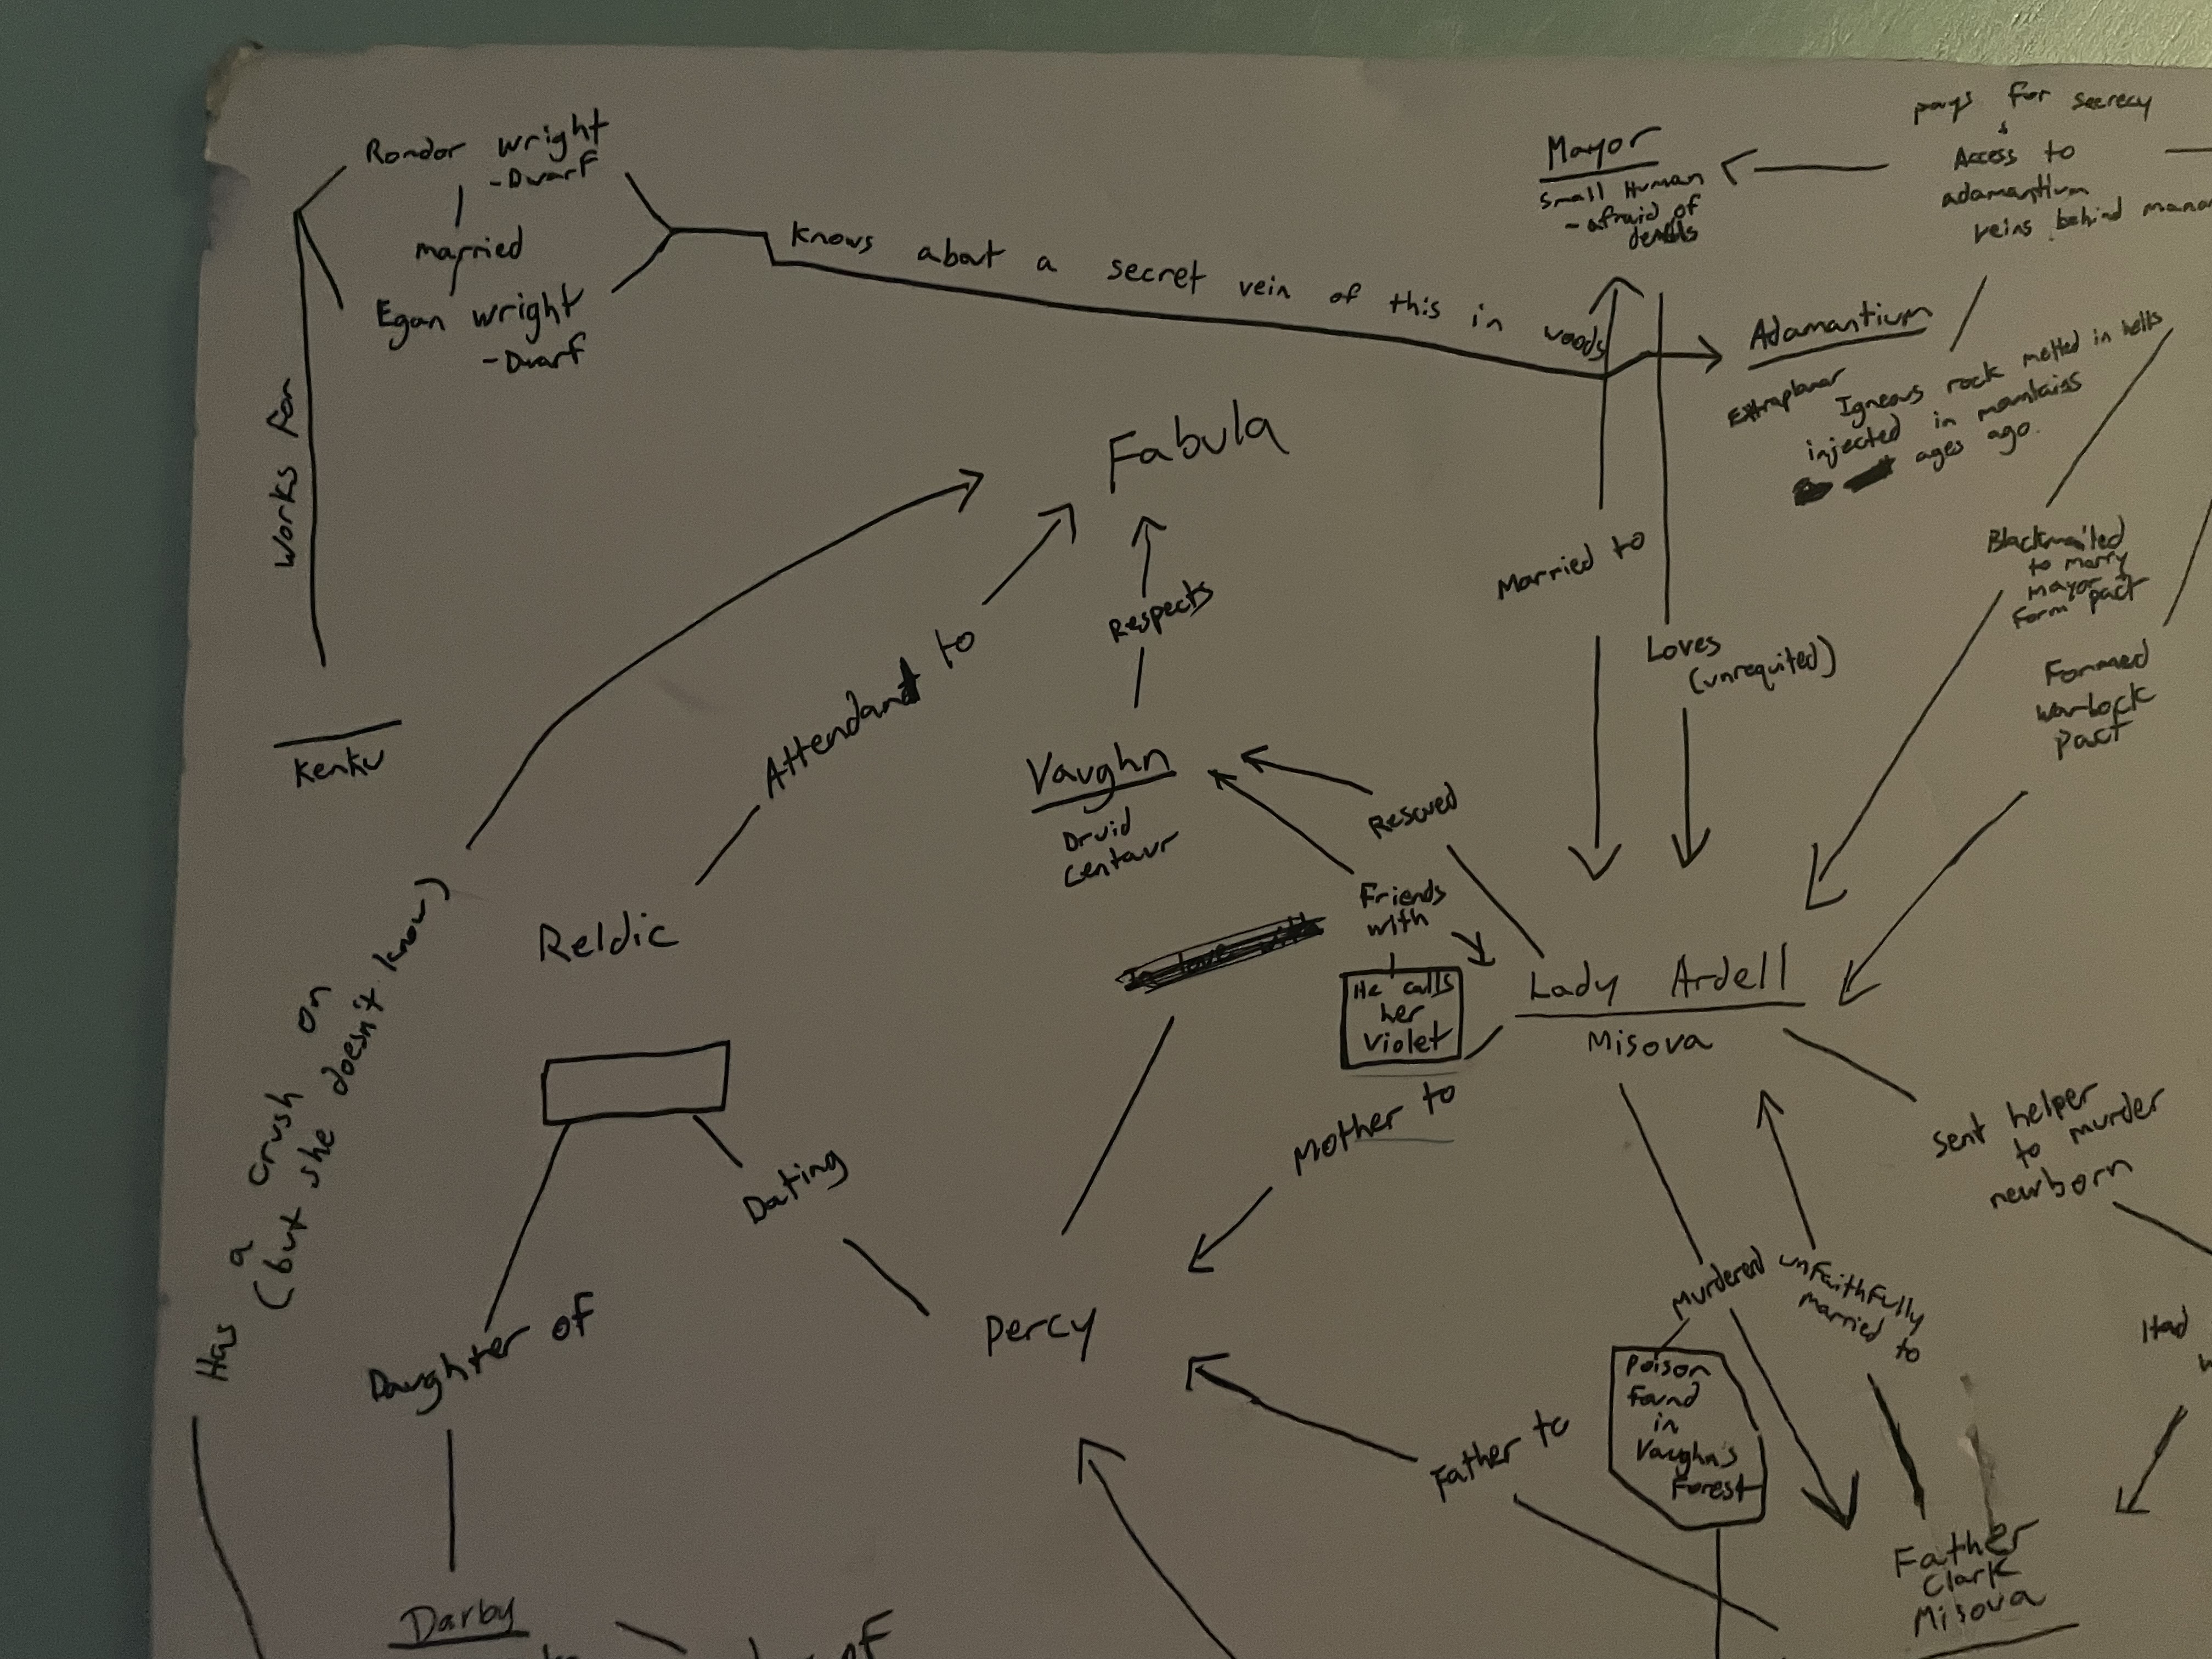 Rondor wright
-Dwarf
married
Egan wright
-Dwarf
works for
Kenku
Knows about a secret vein of this in woods
Mayor
small Human
-afraid of
pays for secrecy
&
Access to
adamantium
veins behind
Adamantium
Extraplanar
Igneous rock melted in hells
injected in mountains
ages ago.
Has a crush on
(but she doesn't know)
Fabula
Respects
Vaughn
Druid
Centaur
Reldic
Attendant to
Married to
Loves
(unrequited)
Rescued
Friends
with
He calls
her
Violet
Lady Ardell
Misova
Blackmailed
to marry
mayor
form pact
Formed
warlock
pact
Daughter of
Dating
Percy
Mother to
Father to
Darby
of
Murdered
unfaithfully
married to
Poison
found
in
Vaughn's
Forest
sent helper
to murder
newborn
Father
Clark
Misova
Had